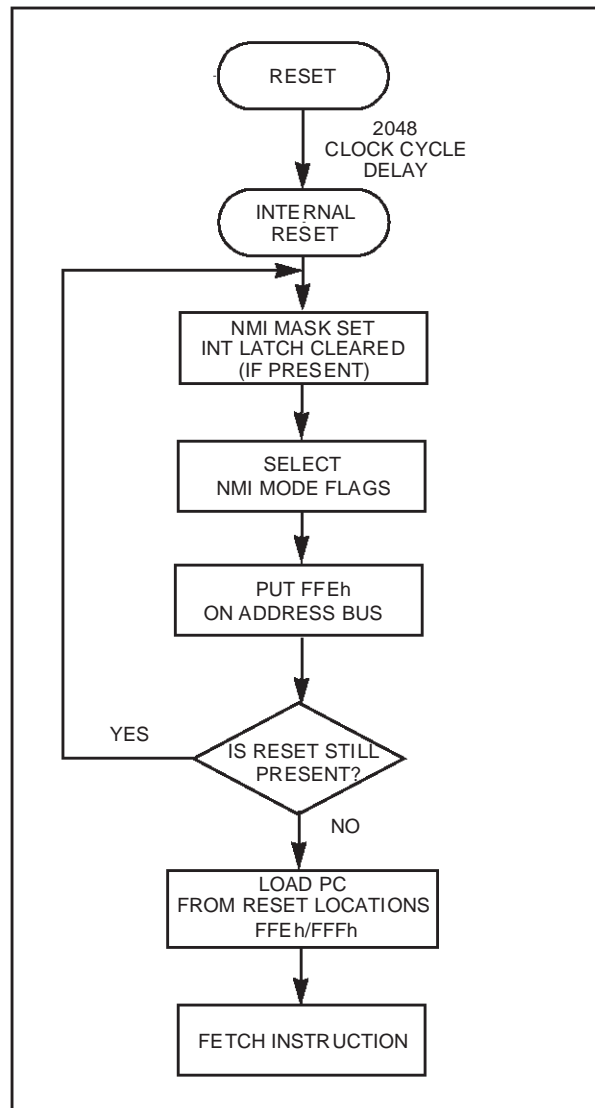 RESET
2048
CLOCK CYCLE
DELAY
INTERNAL
RESET
NMI MASK SET
INT LATCH CLEARED
(IF PRESENT)
SELECT
NMI MODE FLAGS
PUT FFEh
ON ADDRESS BUS
YES
IS RESET STILL
PRESENT?
NO
LOAD PC
FROM RESET LOCATIONS
FFEh/FFFh
FETCH INSTRUCTION